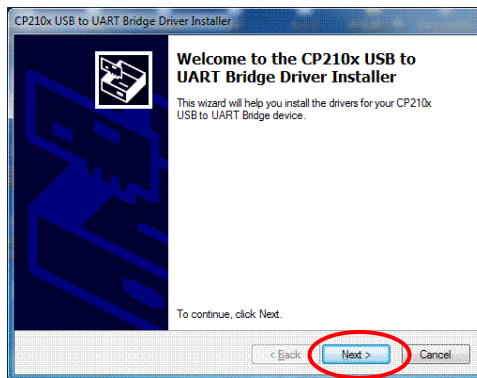 CP210x USB to UART Bridge Driver Installer
Welcome to the CP210x USB to
UART Bridge Driver Installer
This wizard will help you install the drivers for your CP210x
USB to UART Bridge device.
To continue, click Next.
< Back
Next >
Cancel